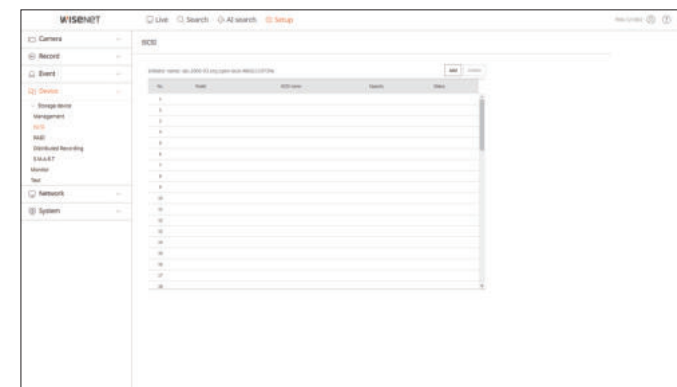 WISENET
Live Search AI search Setup
Camera
Record
Event
Device
Storage device
Management
iSCSI
RAID
Distributed Recording
S.M.A.R.T
Monitor
Text
Network
System
iSCSI
Add
No. Model iSCSI name Capacity Status
1
2
3
4
5
6
7
8
9
10
11
12
13
14
15
16
17
18